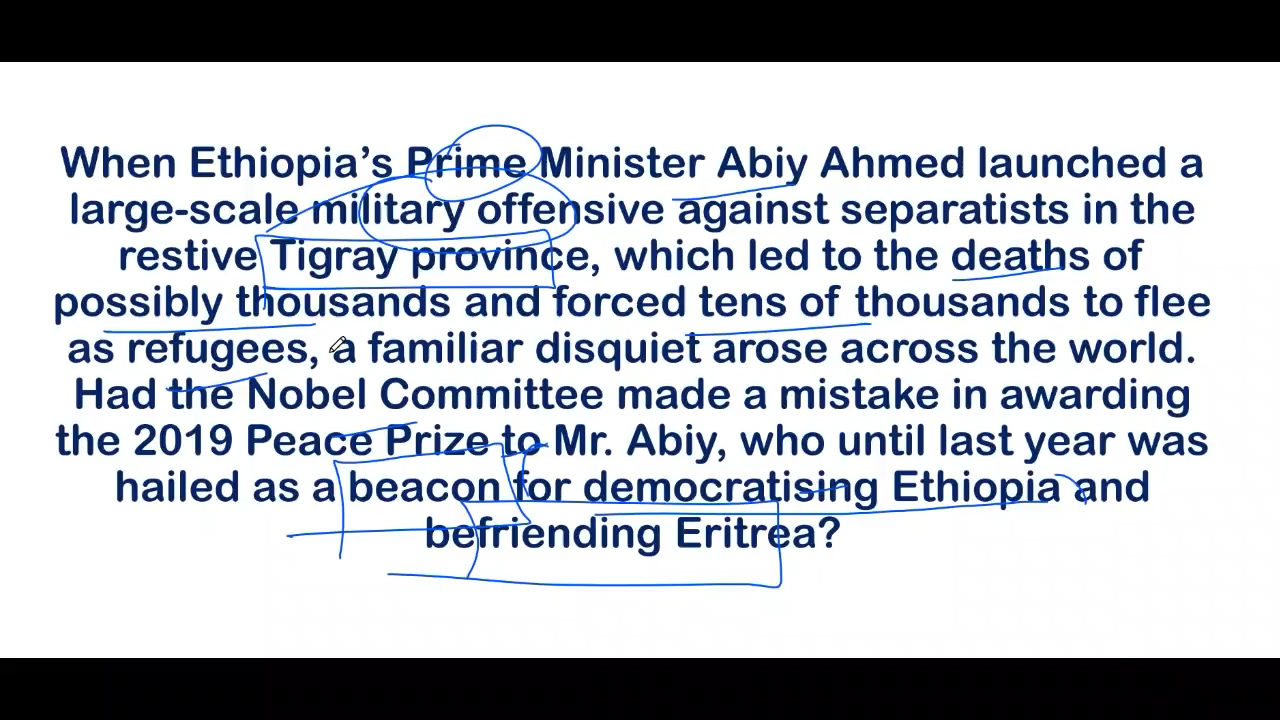 When Ethiopia’s Prime Minister Abiy Ahmed launched a
large-scale military offensive against separatists in the
restive Tigray province, which led to the deaths of
possibly thousands and forced tens of thousands to flee
as refugees, a familiar disquiet arose across the world.
Had the Nobel Committee made a mistake in awarding
the 2019 Peace Prize to Mr. Abiy, who until last year was
hailed as a beacon for democratising Ethiopia and
befriending Eritrea?